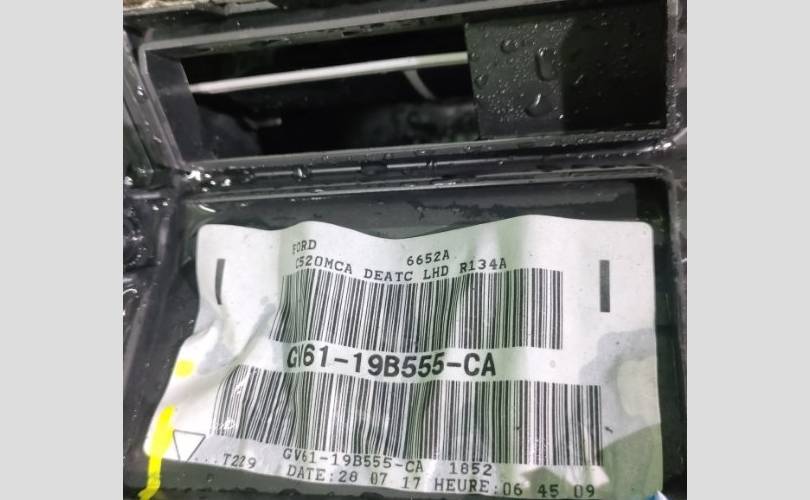 FORD 6652A
C520MCA DEATC LHD R134A
GV61-19B555-CA
GV61-19B555-CA 1852
...T229 DATE:28 07 17 HEURE:06 45 09